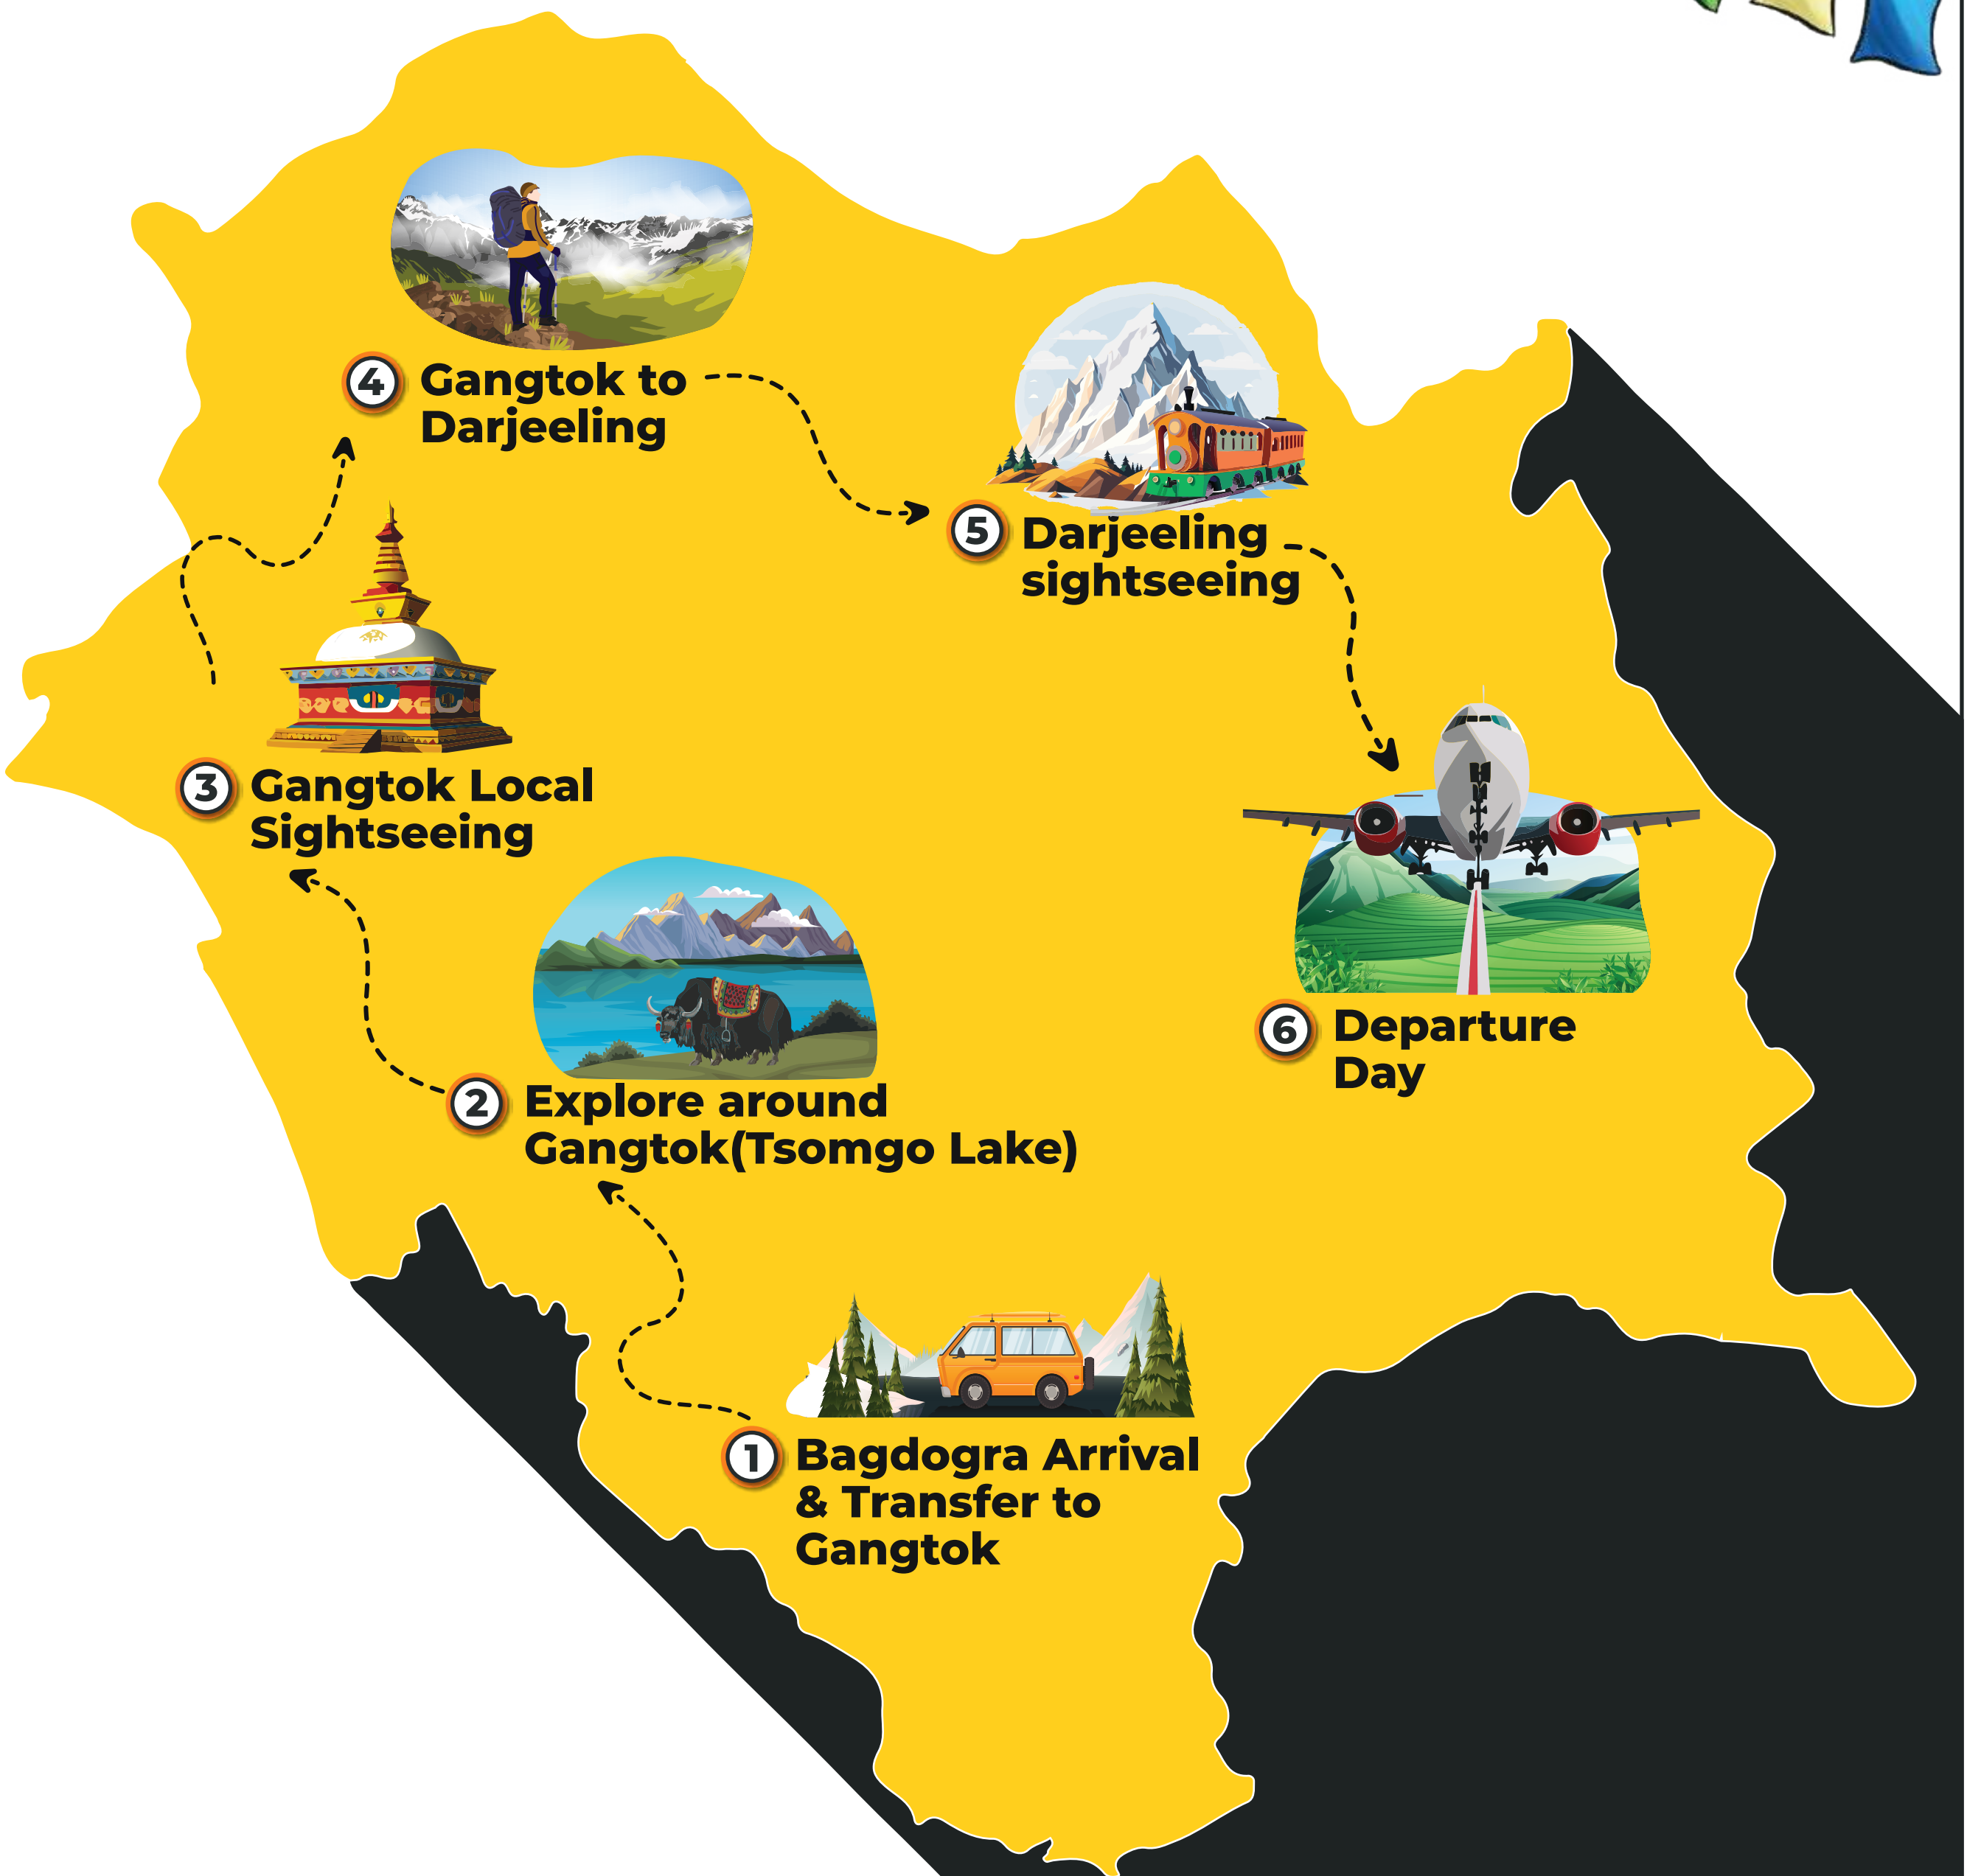 1
Bagdogra Arrival
& Transfer to
Gangtok
2
Explore around
Gangtok(Tsomgo Lake)
3
Gangtok Local
Sightseeing
4
Gangtok to
Darjeeling
5
Darjeeling
sightseeing
6
Departure
Day